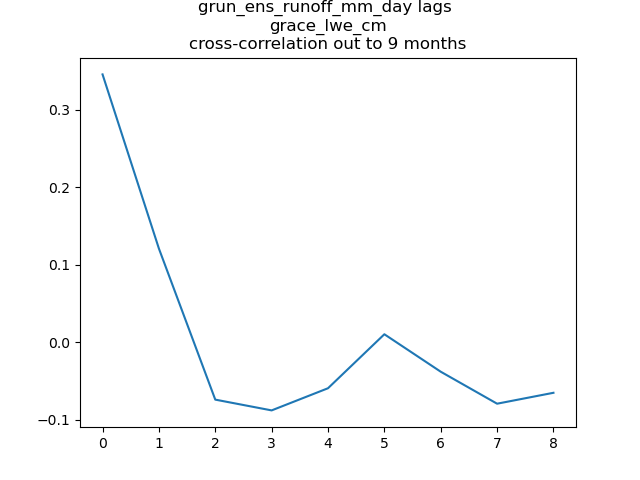 grun_ens_runoff_mm_day lags
grace_lwe_cm
cross-correlation out to 9 months
0.3
0.2
0.1
0.0
−0.1
0 1 2 3 4 5 6 7 8